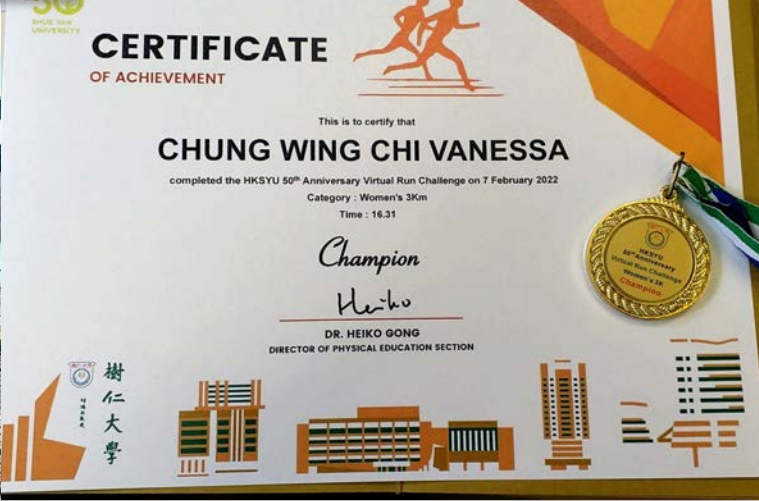 50
SHUE YAN
UNIVERSITY
CERTIFICATE
OF ACHIEVEMENT
This is to certify that
CHUNG WING CHI VANESSA
completed the HKSYU 50th Anniversary Virtual Run Challenge on 7 February 2022
Category : Women's 3Km
Time : 16.31
Champion
Heiko
DR. HEIKO GONG
DIRECTOR OF PHYSICAL EDUCATION SECTION
HKSYU
50th Anniversary
Virtual Run Challenge
Women's 3K
Champion
樹仁大學